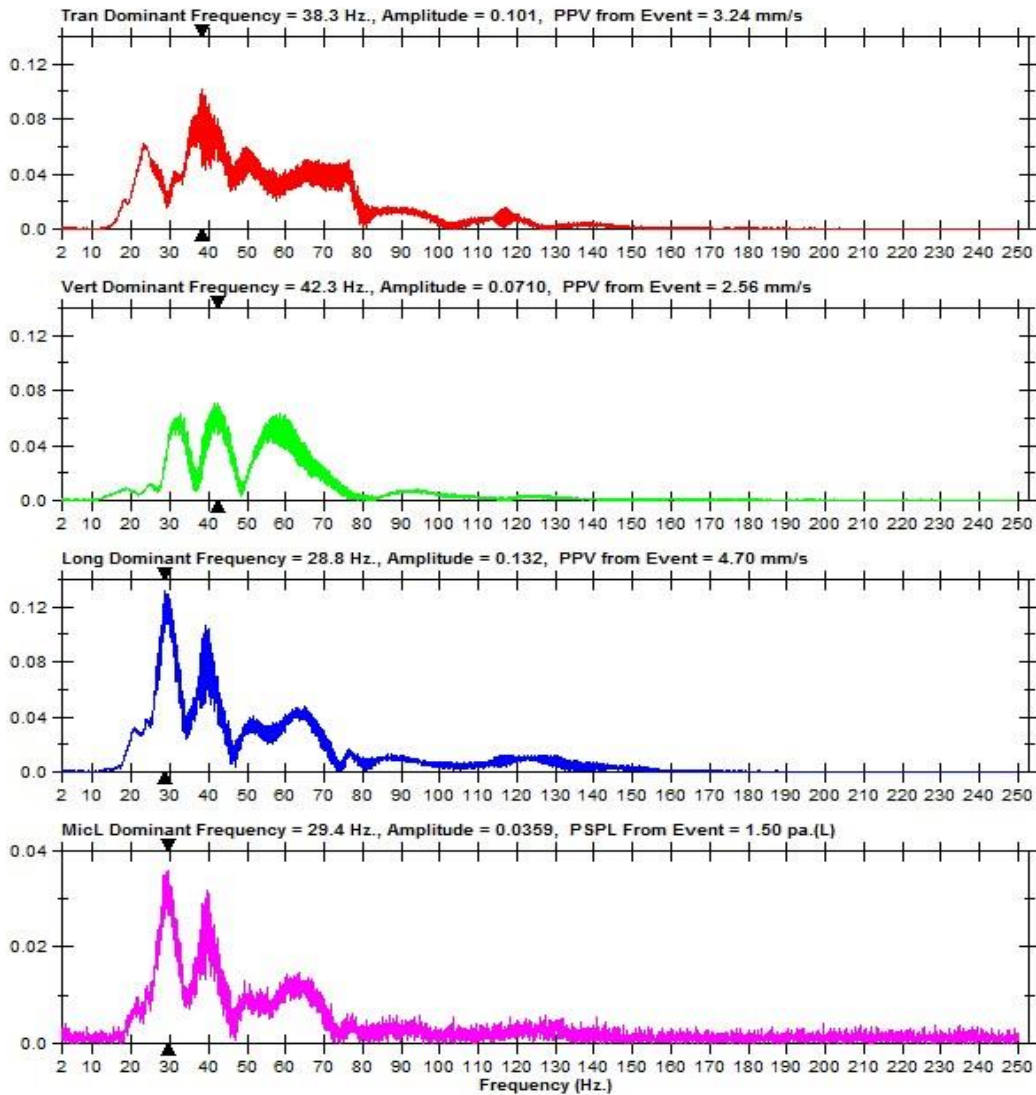 Tran Dominant Frequency = 38.3 Hz., Amplitude = 0.101, PPV from Event = 3.24 mm/s
0.12
0.08
0.04
0.0
2 10 20 30 40 50 60 70 80 90 100 110 120 130 140 150 160 170 180 190 200 210 220 230 240 250
Vert Dominant Frequency = 42.3 Hz., Amplitude = 0.0710, PPV from Event = 2.56 mm/s
0.12
0.08
0.04
0.0
2 10 20 30 40 50 60 70 80 90 100 110 120 130 140 150 160 170 180 190 200 210 220 230 240 250
Long Dominant Frequency = 28.8 Hz., Amplitude = 0.132, PPV from Event = 4.70 mm/s
0.12
0.08
0.04
0.0
2 10 20 30 40 50 60 70 80 90 100 110 120 130 140 150 160 170 180 190 200 210 220 230 240 250
MicL Dominant Frequency = 29.4 Hz., Amplitude = 0.0359, PSPL From Event = 1.50 pa.(L)
0.04
0.02
0.0
2 10 20 30 40 50 60 70 80 90 100 110 120 130 140 150 160 170 180 190 200 210 220 230 240 250
Frequency (Hz.)